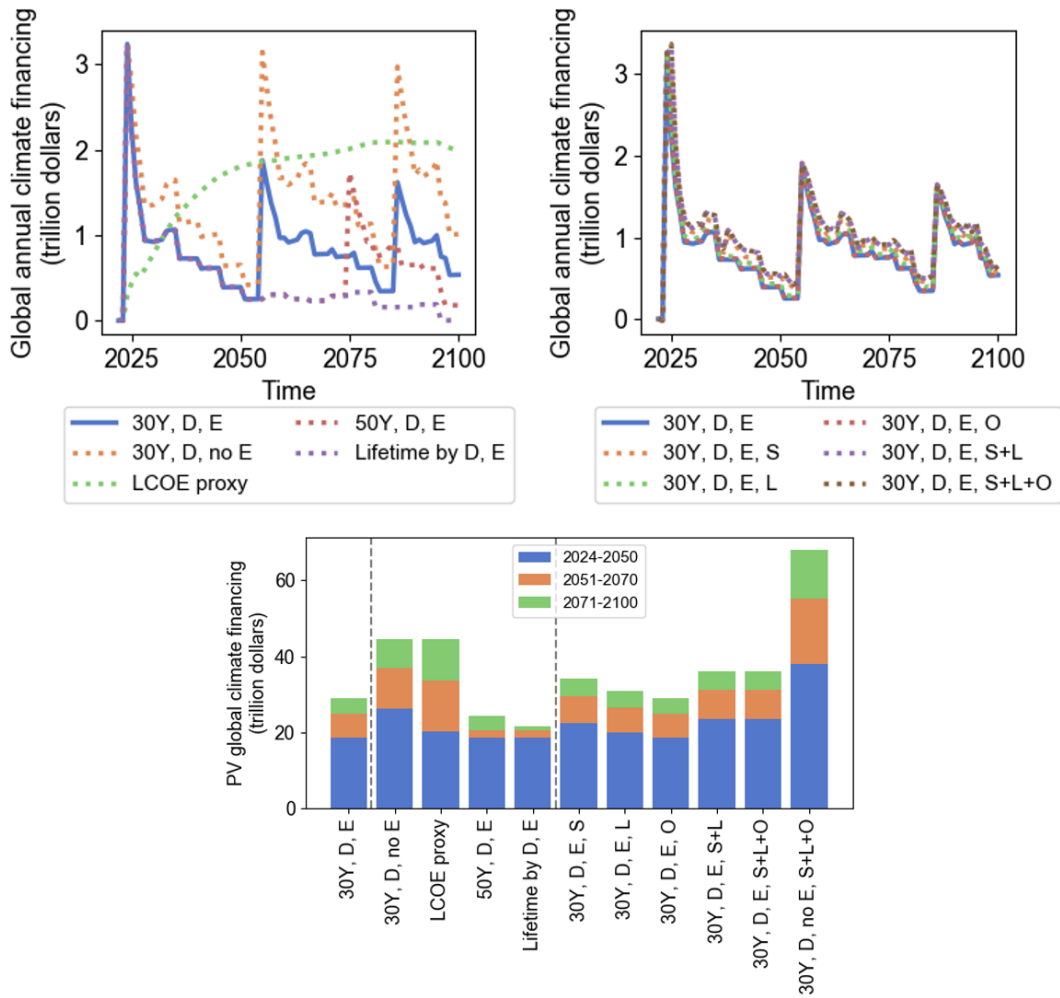 Global annual climate financing
(trillion dollars)
3
2
1
0
2025
2050
2075
2100
Time
30Y, D, E
50Y, D, E
30Y, D, no E
Lifetime by D, E
LCOE proxy
Global annual climate financing
(trillion dollars)
3
2
1
0
2025
2050
2075
2100
Time
30Y, D, E
30Y, D, E, O
30Y, D, E, S
30Y, D, E, S+L
30Y, D, E, L
30Y, D, E, S+L+O
PV global climate financing
(trillion dollars)
60
40
20
0
2024-2050
2051-2070
2071-2100
30Y, D, E
30Y, D, no E
LCOE proxy
50Y, D, E
Lifetime by D, E
30Y, D, E, S
30Y, D, E, L
30Y, D, E, O
30Y, D, E, S+L
30Y, D, E, S+L+O
30Y, D, no E, S+L+O